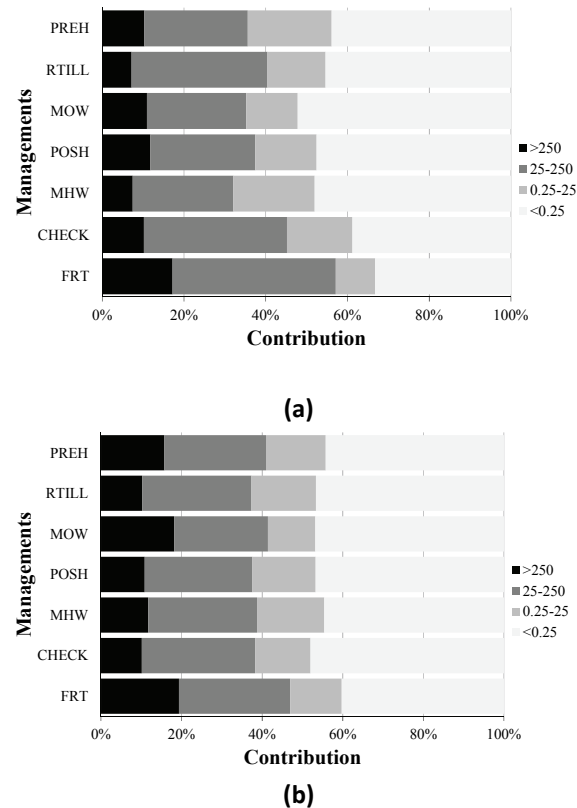 PREH
RTILL
MOW
POSH
MHW
CHECK
FRT
Managements
>250
25-250
0.25-25
<0.25
0% 20% 40% 60% 80% 100%
Contribution
(a)
PREH
RTILL
MOW
POSH
MHW
CHECK
FRT
Managements
>250
25-250
0.25-25
<0.25
0% 20% 40% 60% 80% 100%
Contribution
(b)